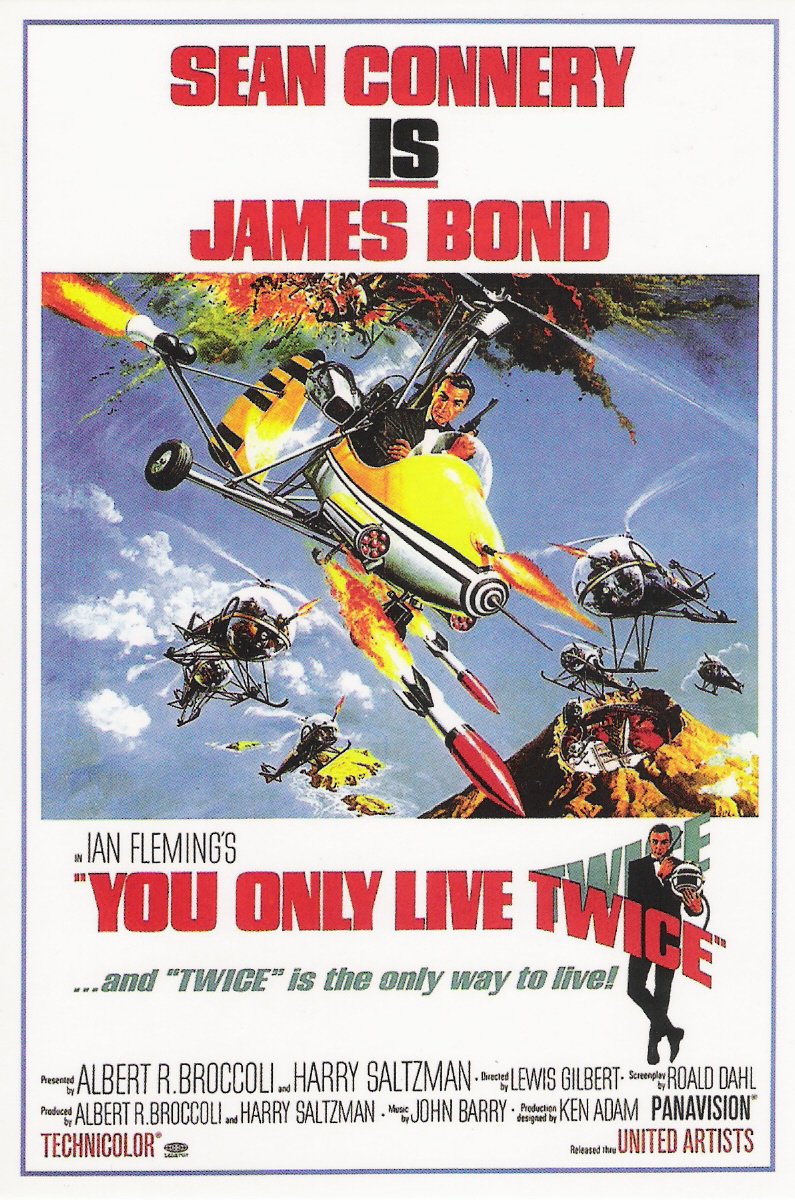 SEAN CONNERY
IS
JAMES BOND
IN IAN FLEMING'S
"YOU ONLY LIVE TWICE"
TWICE
...and "TWICE" is the only way to live!
Presented by ALBERT R. BROCCOLI and HARRY SALTZMAN · Directed by LEWIS GILBERT · Screenplay by ROALD DAHL
Produced by ALBERT R. BROCCOLI and HARRY SALTZMAN · Music by JOHN BARRY · Production designed by KEN ADAM PANAVISION®
TECHNICOLOR® Released thru UNITED ARTISTS